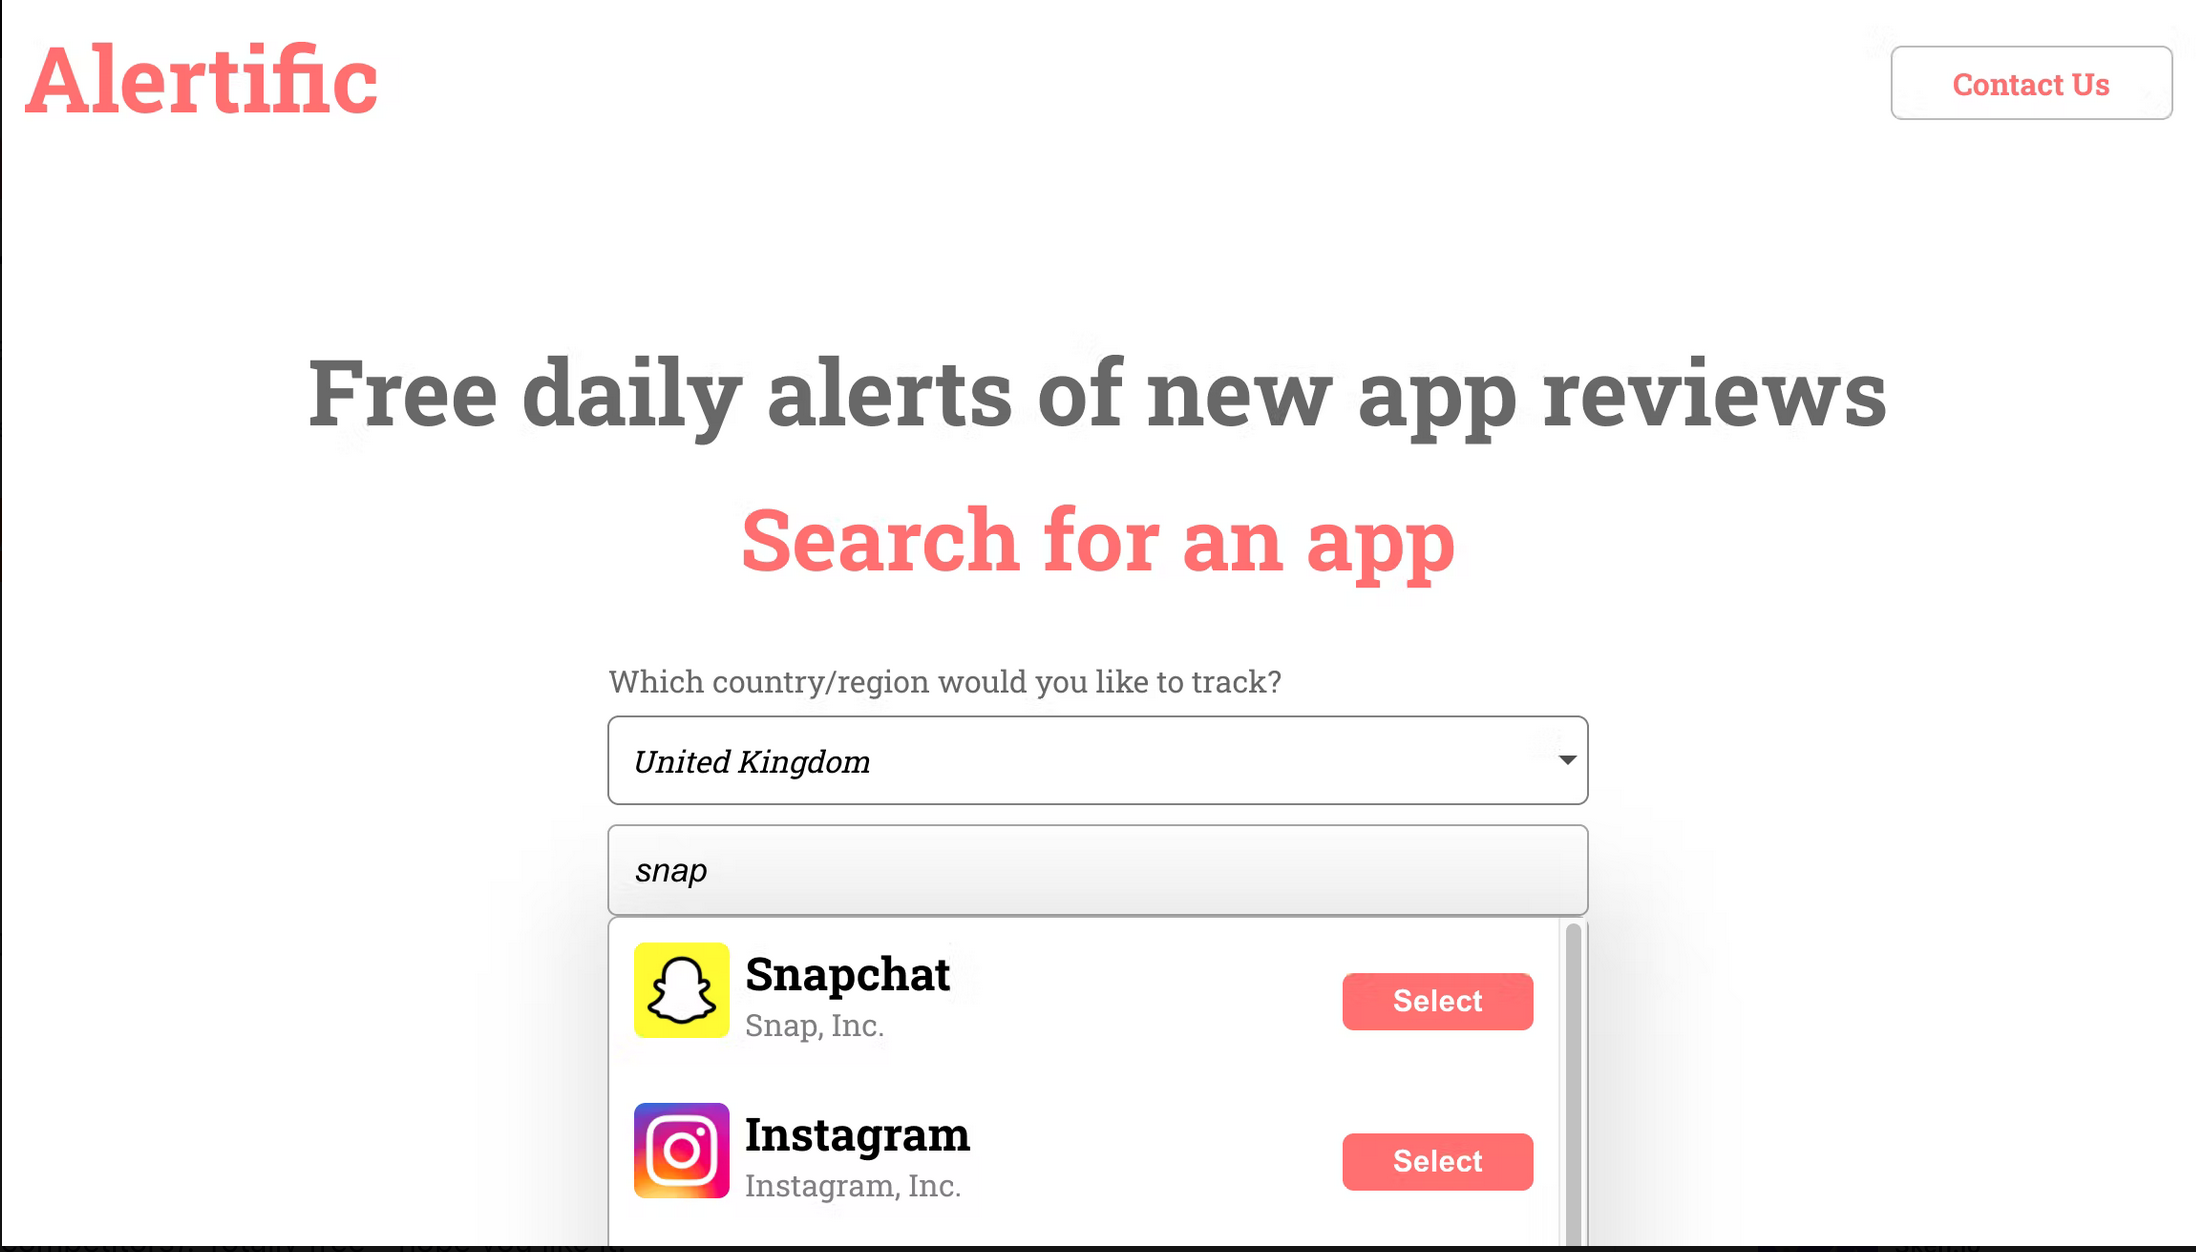 Alertific
Contact Us
Free daily alerts of new app reviews
Search for an app
Which country/region would you like to track?
United Kingdom
snap
Snapchat
Snap, Inc.
Select
Instagram
Instagram, Inc.
Select